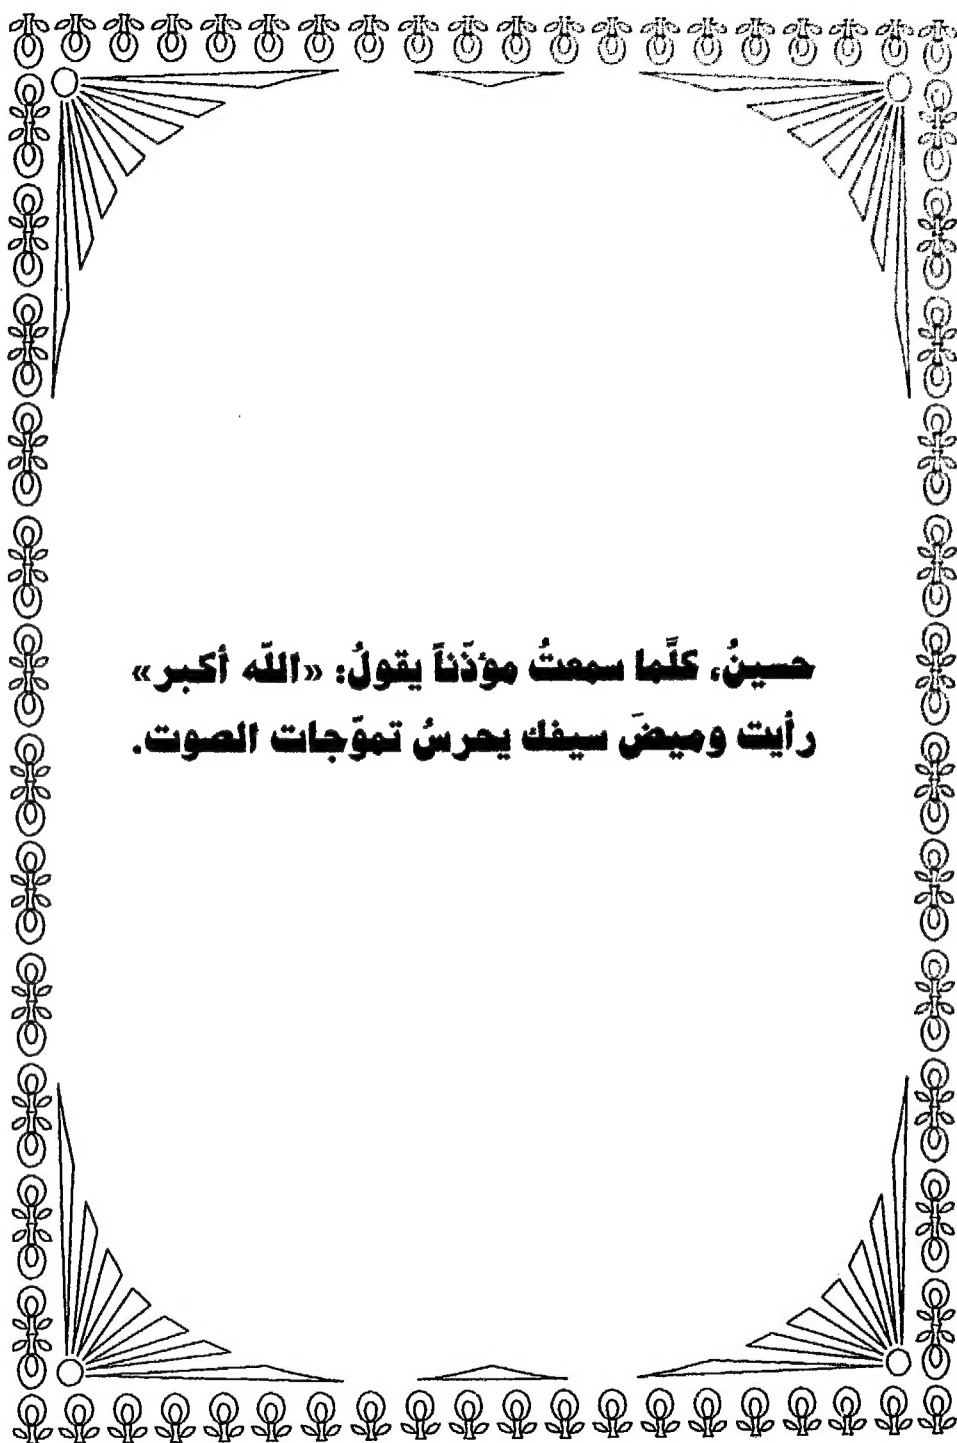 حسينُ، كلَّما سمعتُ مؤذّناً يقولُ: «اللّه أكبر»
رأيت وميضَ سيفك يحرسُ تموّجات الصوت.